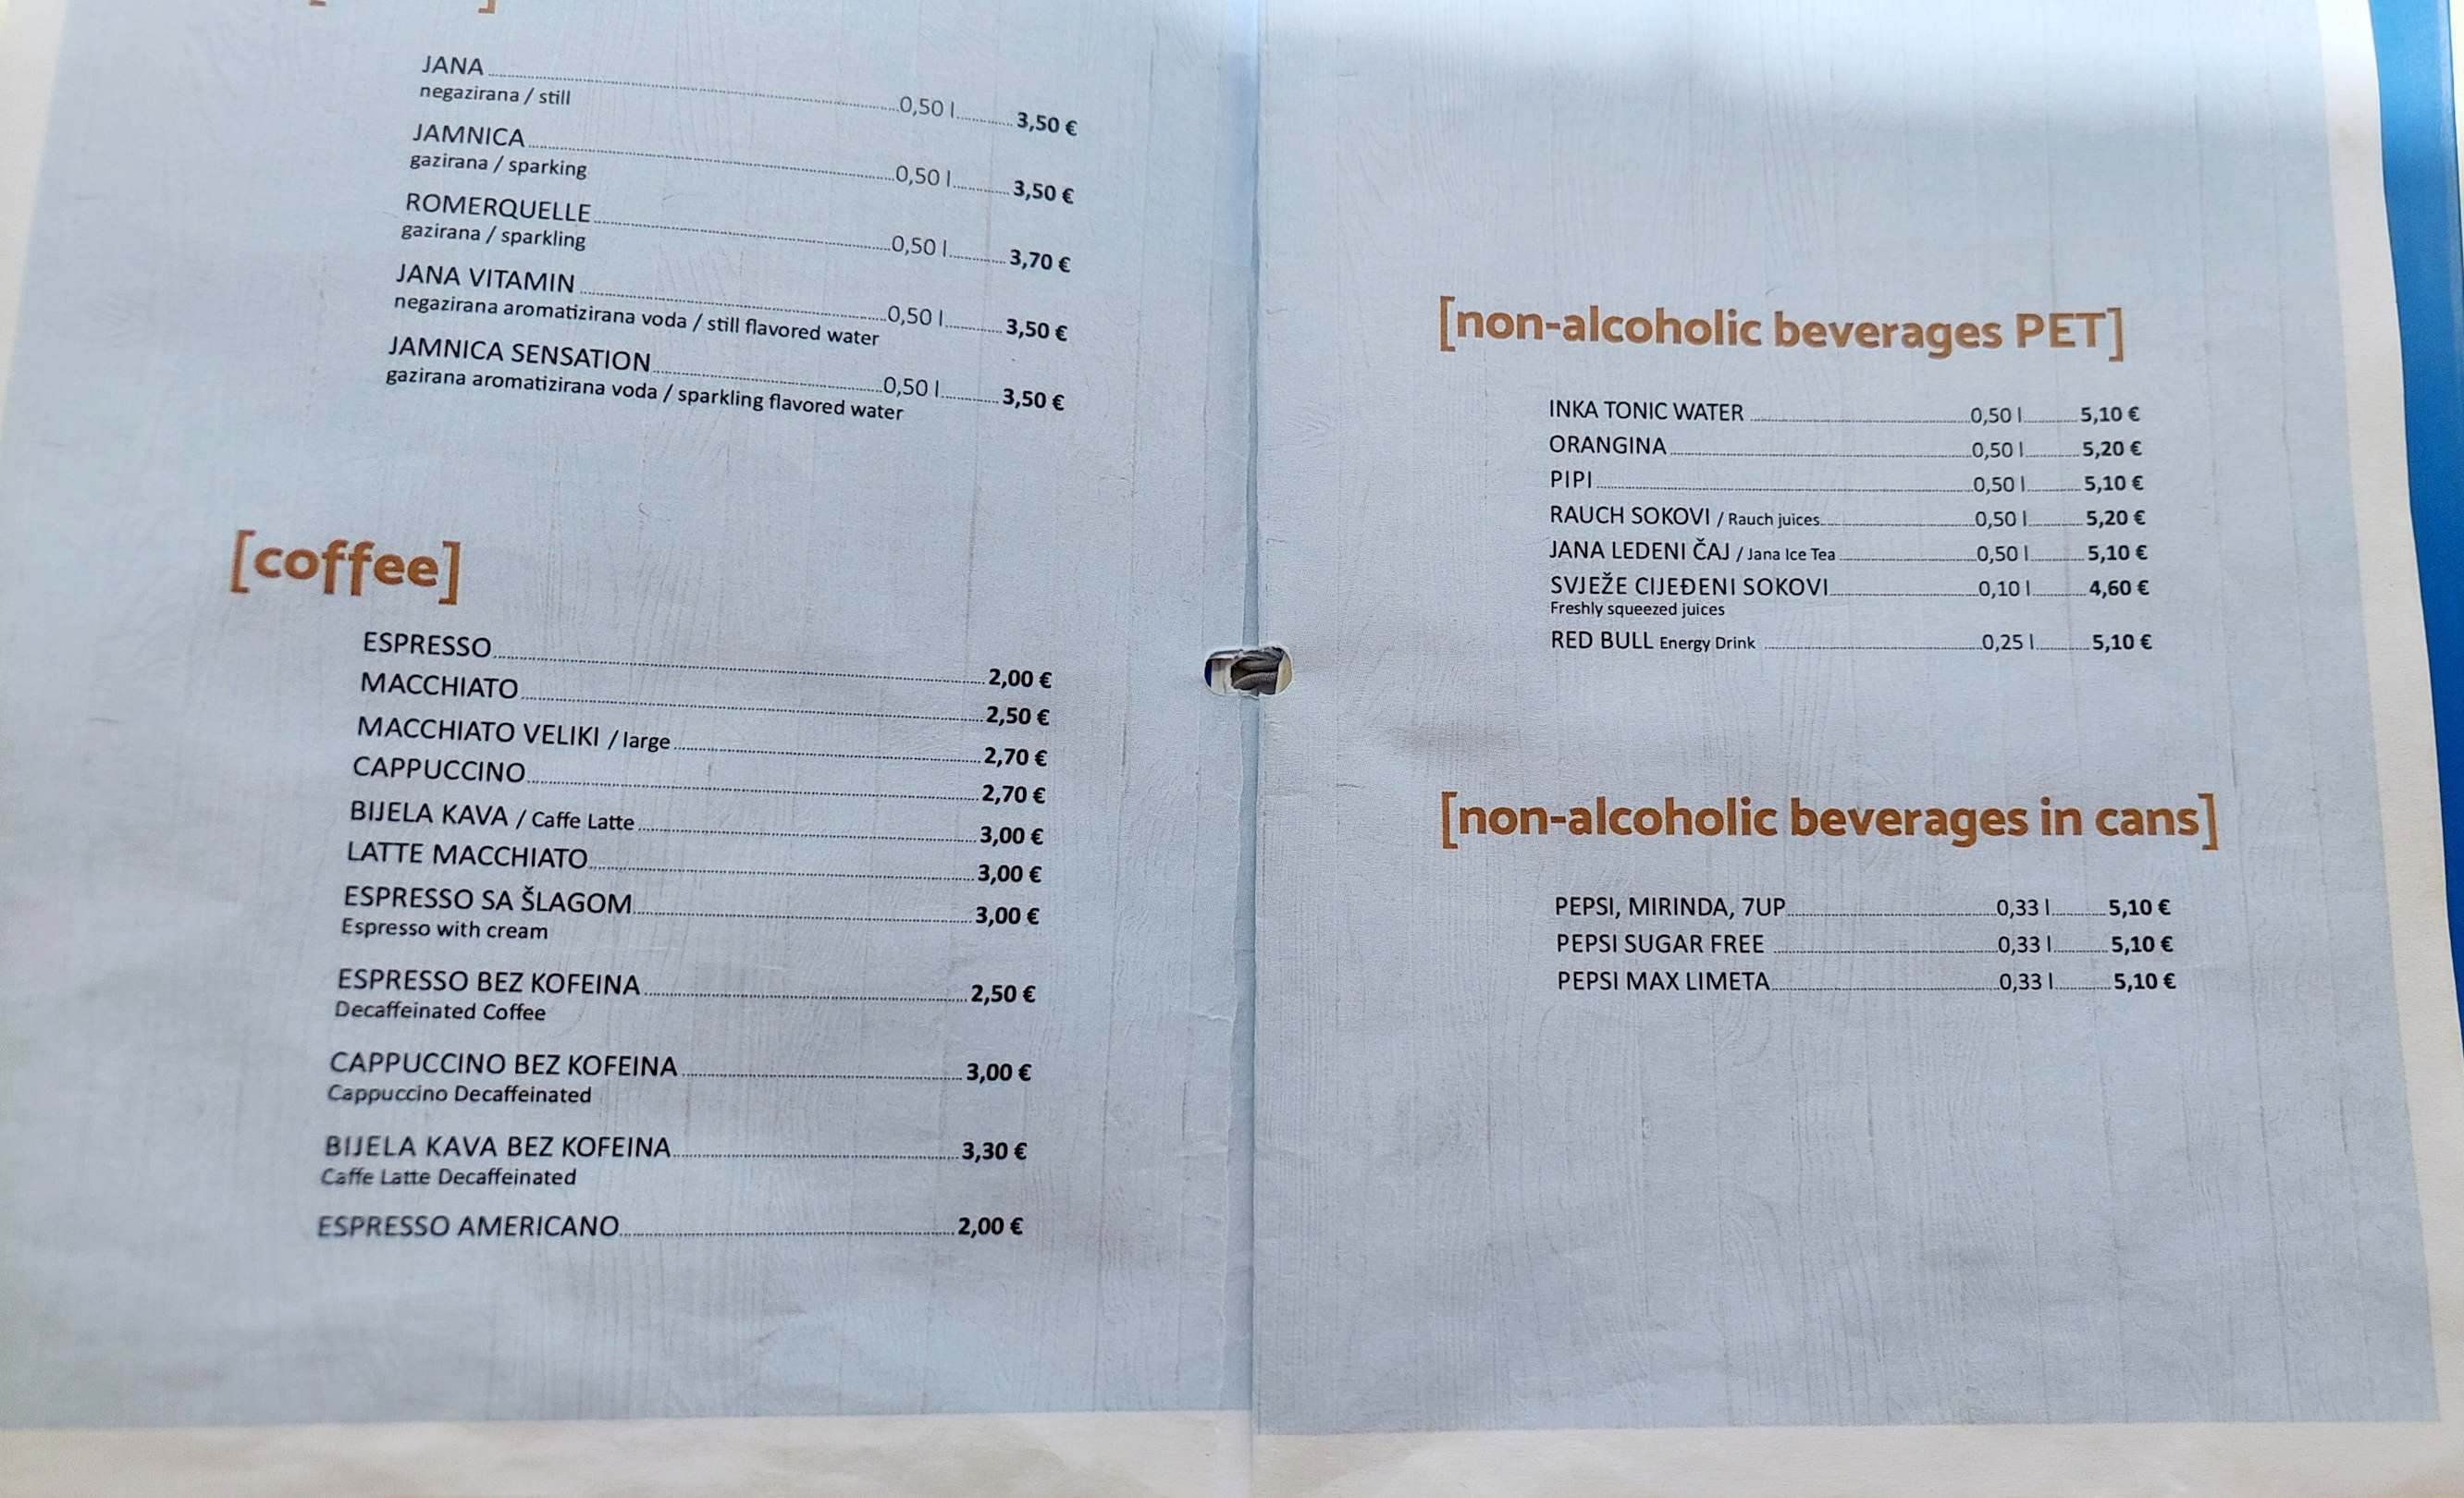 JANA 0,50 l 3,50 €
negazirana / still
JAMNICA 0,50 l 3,50 €
gazirana / sparking
ROMERQUELLE 0,50 l 3,70 €
gazirana / sparkling
JANA VITAMIN 0,50 l 3,50 €
negazirana aromatizirana voda / still flavored water
JAMNICA SENSATION 0,50 l 3,50 €
gazirana aromatizirana voda / sparkling flavored water
[coffee]
ESPRESSO 2,00 €
MACCHIATO 2,50 €
MACCHIATO VELIKI / large 2,70 €
CAPPUCCINO 2,70 €
BIJELA KAVA / Caffe Latte 3,00 €
LATTE MACCHIATO 3,00 €
ESPRESSO SA ŠLAGOM 3,00 €
Espresso with cream
ESPRESSO BEZ KOFEINA 2,50 €
Decaffeinated Coffee
CAPPUCCINO BEZ KOFEINA 3,00 €
Cappuccino Decaffeinated
BIJELA KAVA BEZ KOFEINA 3,30 €
Caffe Latte Decaffeinated
ESPRESSO AMERICANO 2,00 €
[non-alcoholic beverages PET]
INKA TONIC WATER 0,50 l 5,10 €
ORANGINA 0,50 l 5,20 €
PIPI 0,50 l 5,10 €
RAUCH SOKOVI / Rauch juices 0,50 l 5,20 €
JANA LEDENI ČAJ / Jana Ice Tea 0,50 l 5,10 €
SVJEŽE CIJEĐENI SOKOVI 0,10 l 4,60 €
Freshly squeezed juices
RED BULL Energy Drink 0,25 l 5,10 €
[non-alcoholic beverages in cans]
PEPSI, MIRINDA, 7UP 0,33 l 5,10 €
PEPSI SUGAR FREE 0,33 l 5,10 €
PEPSI MAX LIMETA 0,33 l 5,10 €